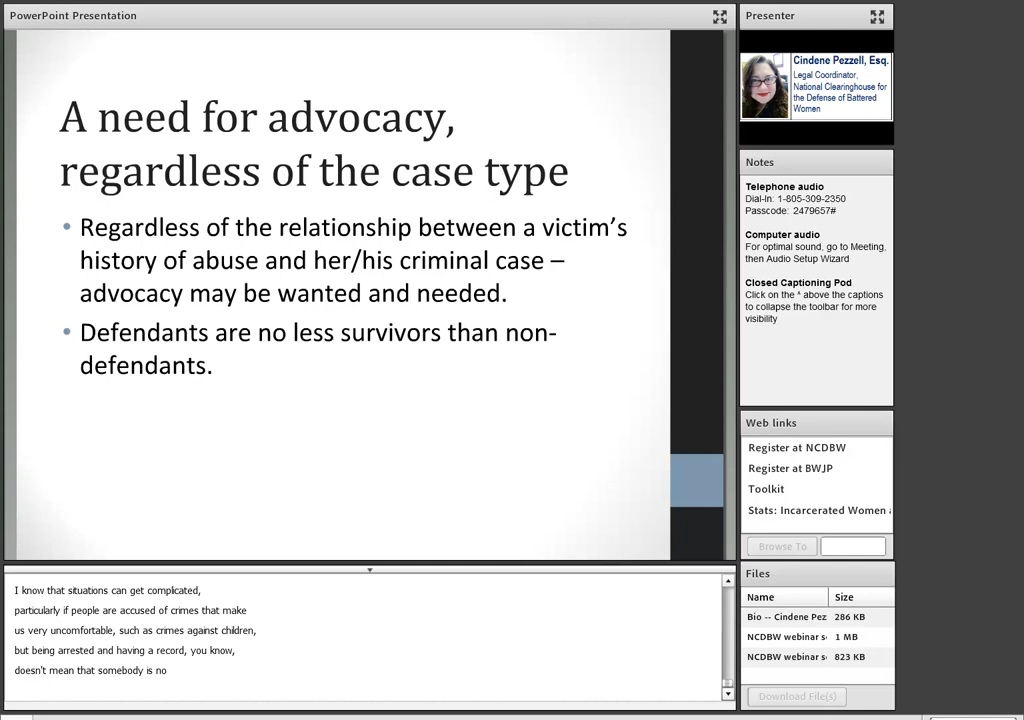 PowerPoint Presentation
A need for advocacy,
regardless of the case type
• Regardless of the relationship between a victim’s
history of abuse and her/his criminal case –
advocacy may be wanted and needed.
• Defendants are no less survivors than non-
defendants.
I know that situations can get complicated,
particularly if people are accused of crimes that make
us very uncomfortable, such as crimes against children,
but being arrested and having a record, you know,
doesn't mean that somebody is no
Presenter
Cindene Pezzell, Esq.
Legal Coordinator,
National Clearinghouse for
the Defense of Battered
Women
Notes
Telephone audio
Dial-In: 1-805-309-2350
Passcode: 2479657#
Computer audio
For optimal sound, go to Meeting,
then Audio Setup Wizard
Closed Captioning Pod
Click on the ^ above the captions
to collapse the toolbar for more
visibility
Web links
Register at NCDBW
Register at BWJP
Toolkit
Stats: Incarcerated Women
Browse To
Files
Name Size
Bio -- Cindene Pez 286 KB
NCDBW webinar 1 MB
NCDBW webinar 823 KB
Download File(s)